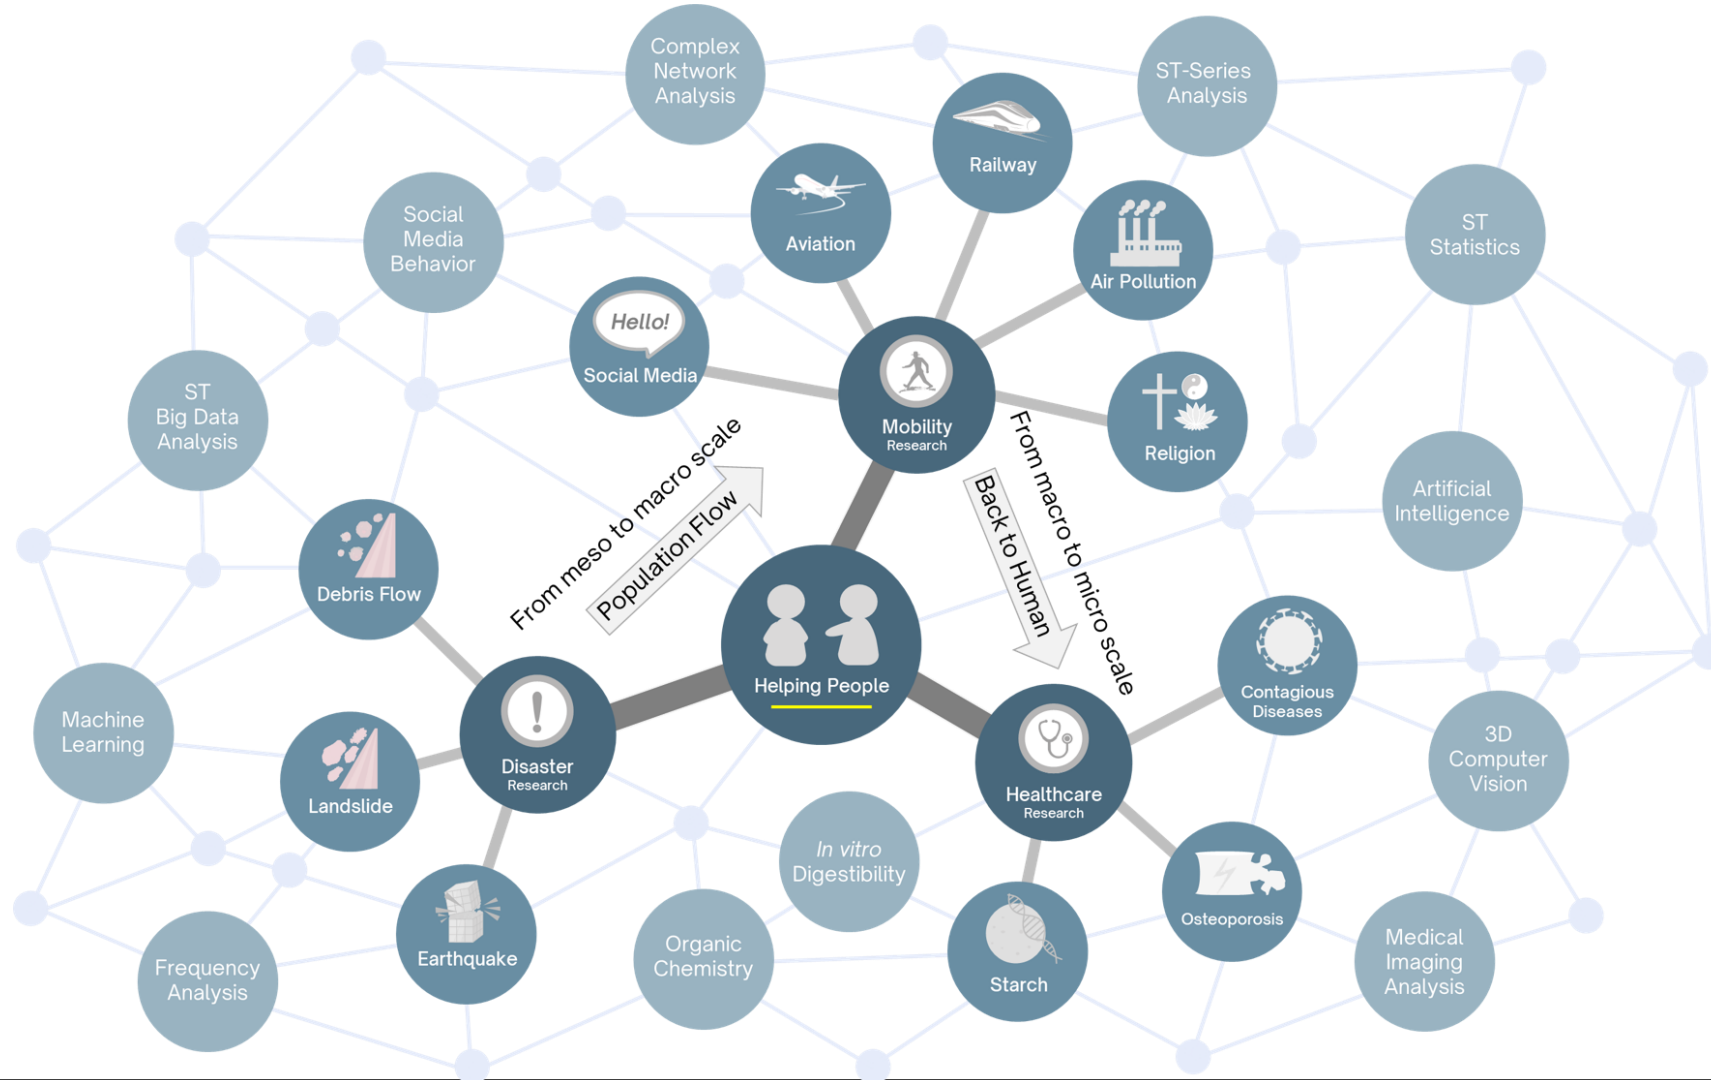 Complex
Network
Analysis
ST-Series
Analysis
Railway
Social
Media
Behavior
Aviation
Air Pollution
ST
Statistics
Hello!
Social Media
Mobility
Research
Religion
ST
Big Data
Analysis
From meso to macro scale
Population Flow
From macro to micro scale
Back to Human
Artificial
Intelligence
Debris Flow
Helping People
Contagious
Diseases
Machine
Learning
Landslide
Disaster
Research
Healthcare
Research
3D
Computer
Vision
In vitro
Digestibility
Osteoporosis
Earthquake
Organic
Chemistry
Starch
Medical
Imaging
Analysis
Frequency
Analysis